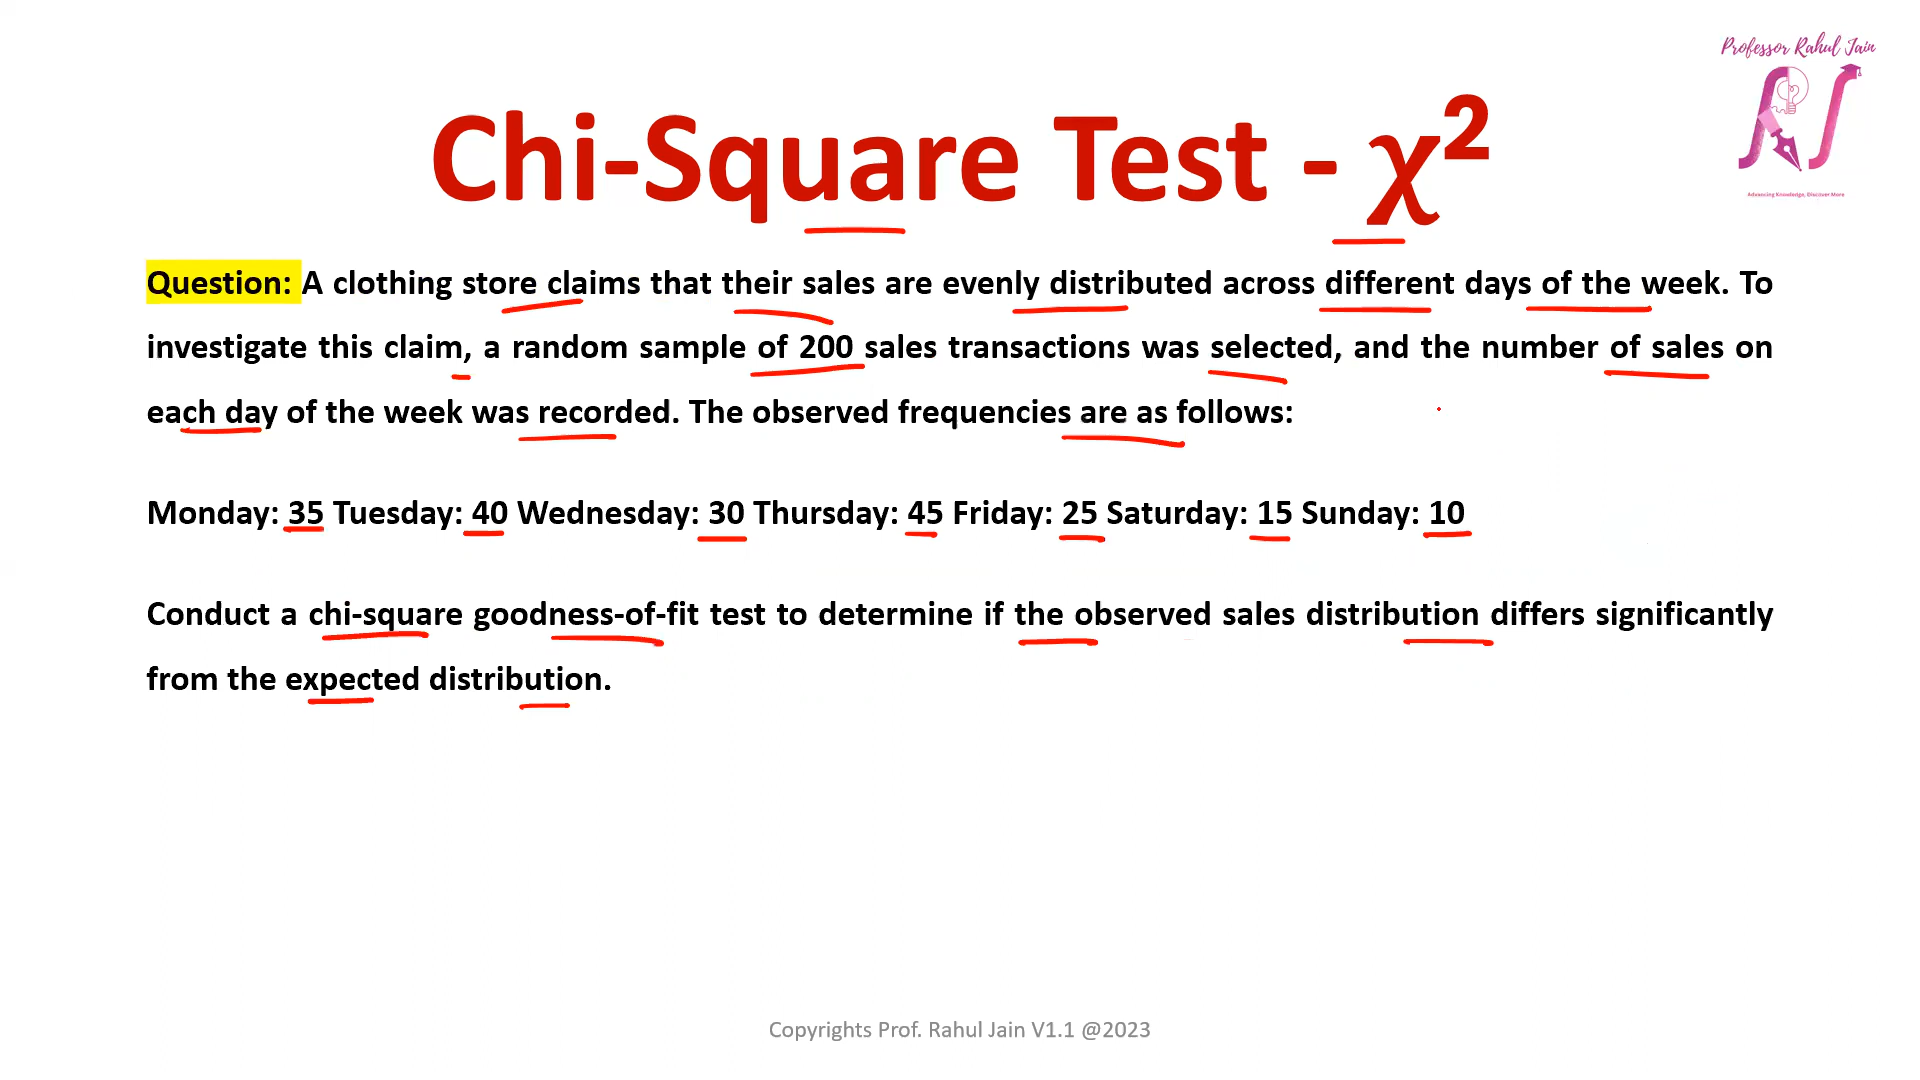 Professor Rahul Jain
Advancing Knowledge, Discover More
Chi-Square Test - χ²
Question: A clothing store claims that their sales are evenly distributed across different days of the week. To
investigate this claim, a random sample of 200 sales transactions was selected, and the number of sales on
each day of the week was recorded. The observed frequencies are as follows:
Monday: 35 Tuesday: 40 Wednesday: 30 Thursday: 45 Friday: 25 Saturday: 15 Sunday: 10
Conduct a chi-square goodness-of-fit test to determine if the observed sales distribution differs significantly
from the expected distribution.
Copyrights Prof. Rahul Jain V1.1 @2023